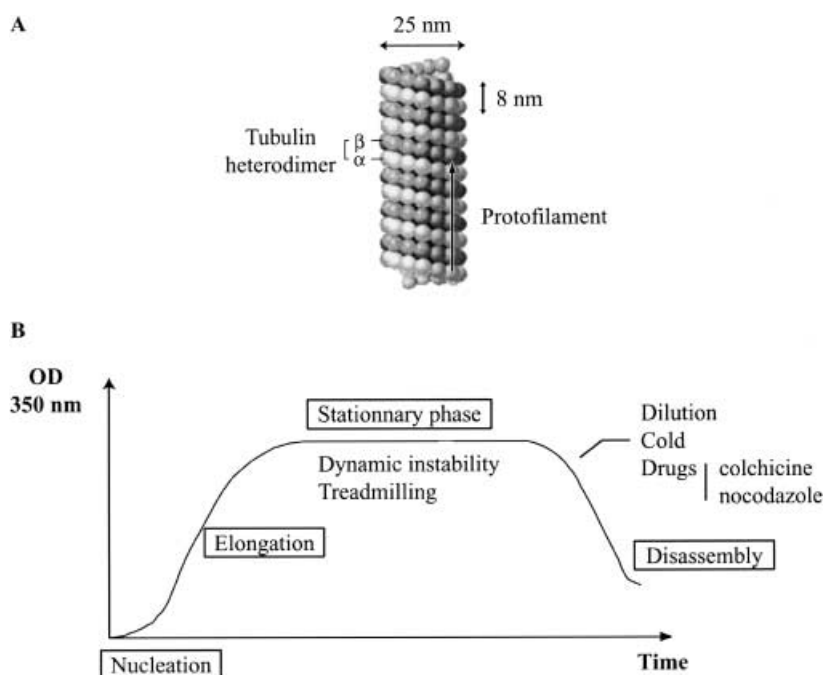 A
25 nm
8 nm
Tubulin
heterodimer
β
α
Protofilament
B
OD
350 nm
Stationnary phase
Dynamic instability
Treadmilling
Dilution
Cold
Drugs
colchicine
nocodazole
Elongation
Disassembly
Nucleation
Time